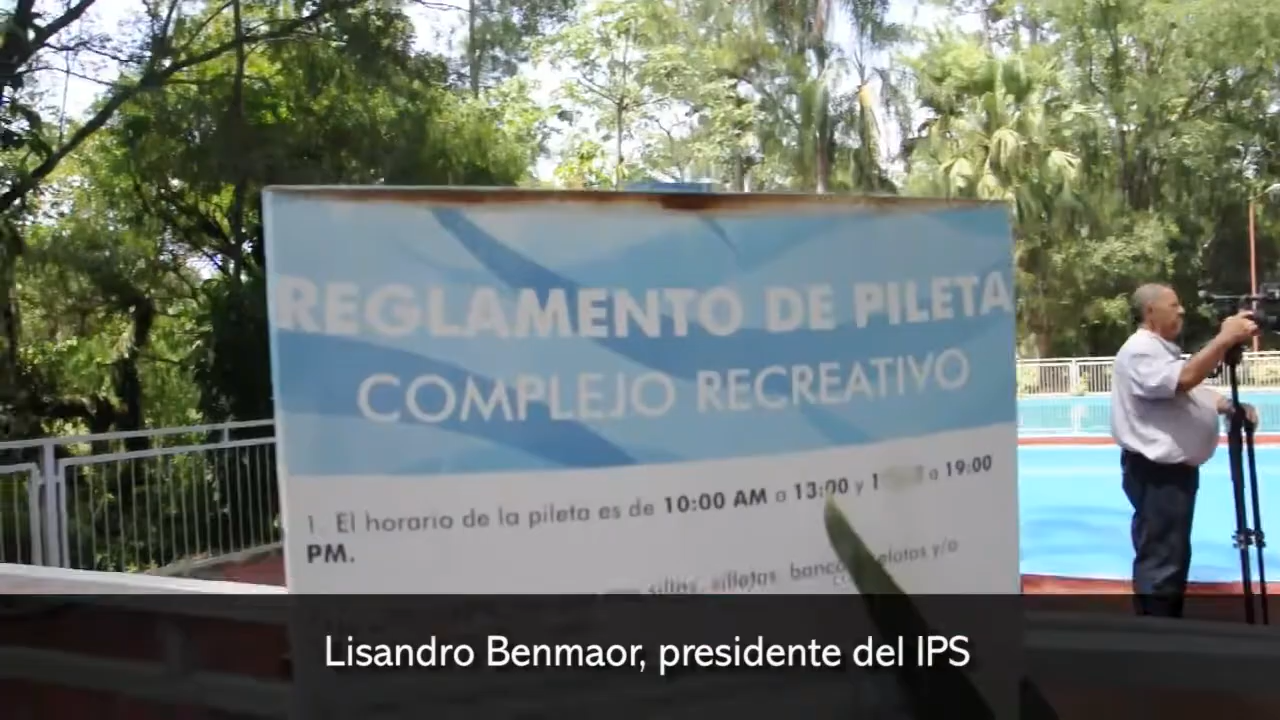 REGLAMENTO DE PILETA
COMPLEJO RECREATIVO
1. El horario de la pileta es de 10:00 AM a 13:00 y a 19:00
PM.
sillas, silletas, y/o
Lisandro Benmaor, presidente del IPS